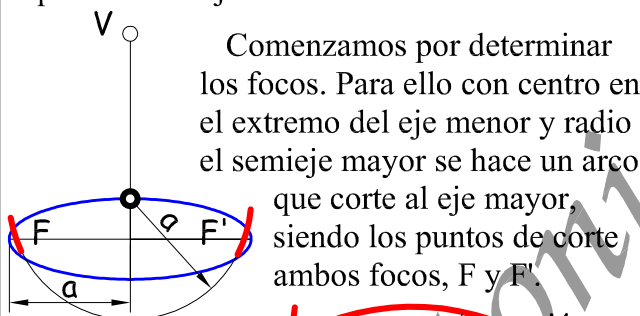 V
Comenzamos por determinar
los focos. Para ello con centro en
el extremo del eje menor y radio
el semieje mayor se hace un arco
que corte al eje mayor,
siendo los puntos de corte
ambos focos, F y F'.
F
a
F'
a